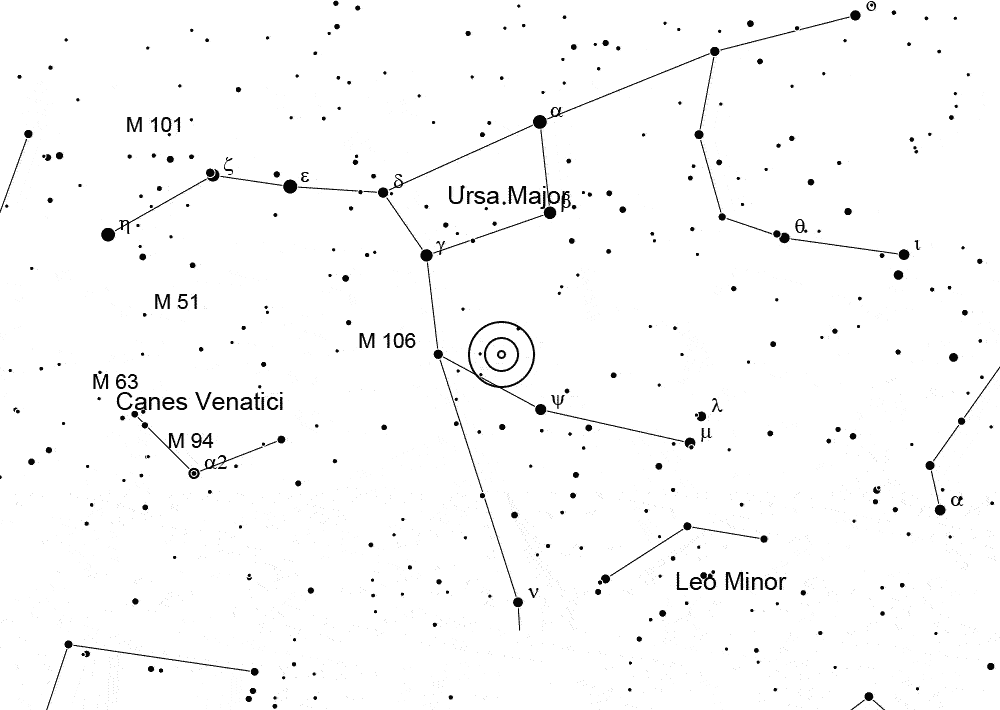 ο
α
M 101
ζ
ε
δ
Ursa Major
β
η
θ
γ
ι
M 51
M 106
M 63
Canes Venatici
ψ
λ
M 94
μ
α2
α
Leo Minor
ν